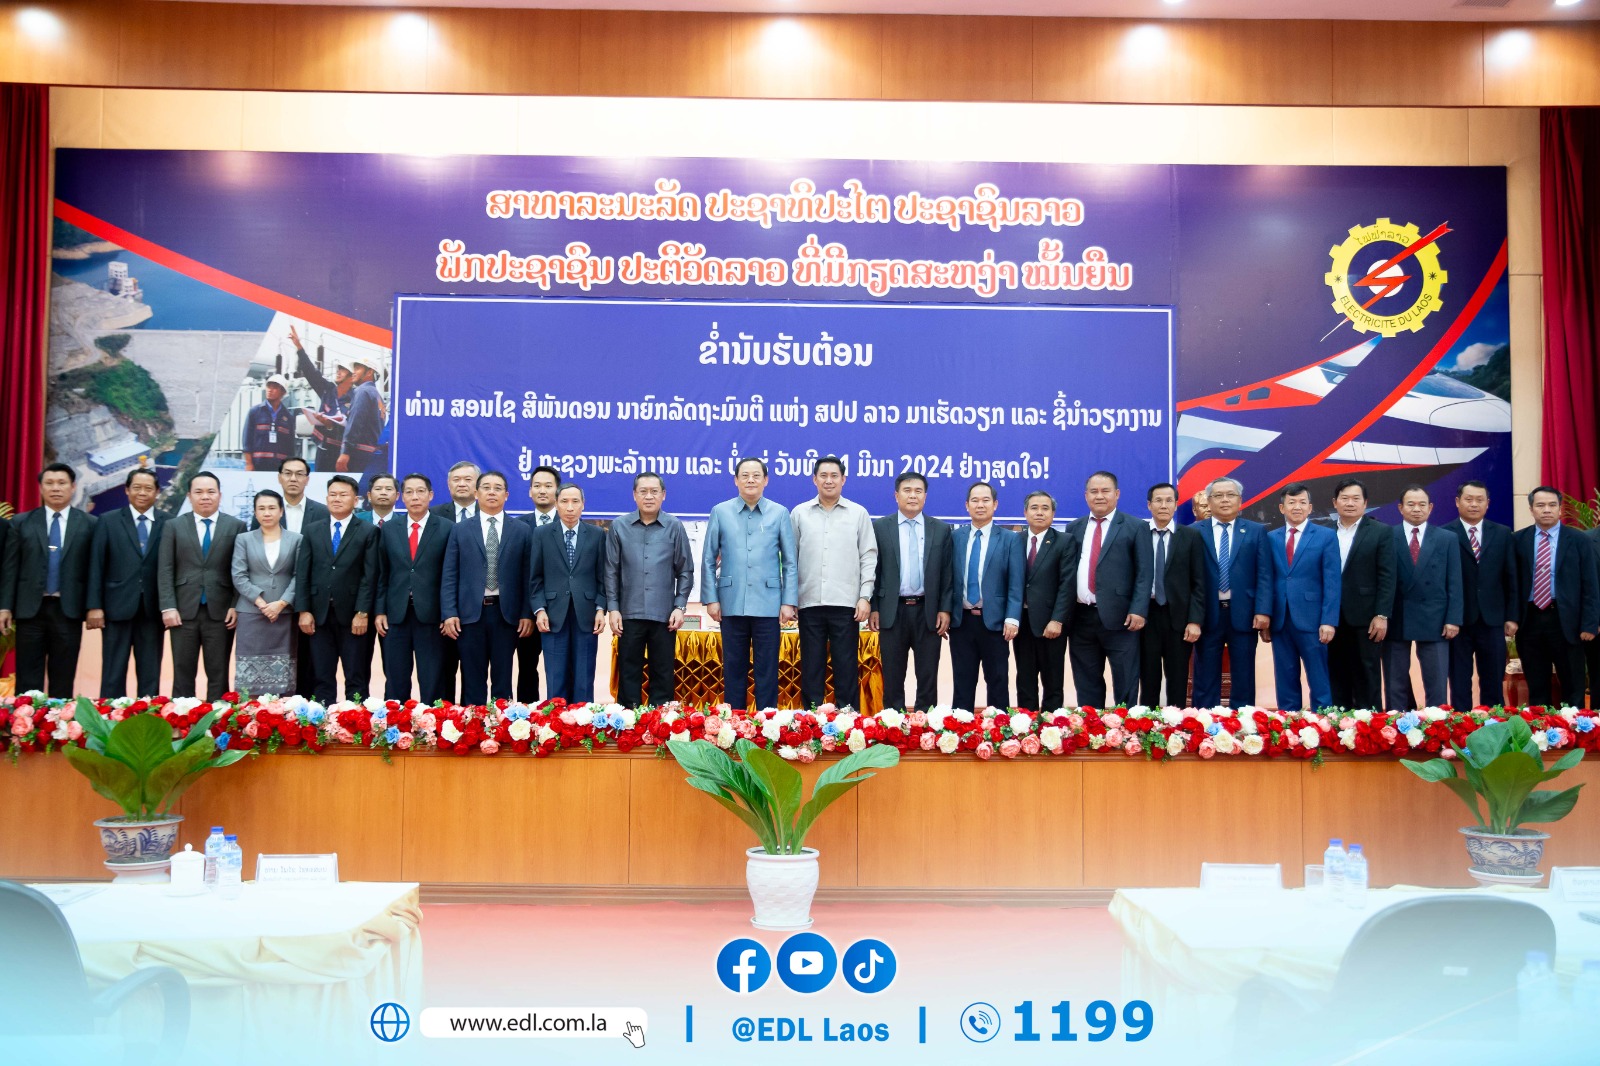 ສາທາລະນະລັດ ປະຊາທິປະໄຕ ປະຊາຊົນລາວ
ພັກປະຊາຊົນ ປະຕິວັດລາວ ທີ່ມີກຽດສະຫງ່າ ໝັ້ນຍືນ
ໄຟຟ້າລາວ
ELECTRICITE DU LAOS
ຂໍ່ານັບຮັບຕ້ອນ
ທ່ານ ສອນໄຊ ສີພັນດອນ ນາຍົກລັດຖະມົນຕີ ແຫ່ງ ສປປ ລາວ ມາເຮັດວຽກ ແລະ ຊີ້ນຳວຽກງານ
ຢູ່ ກະຊວງພະລັງງານ ແລະ ບໍ່ແຮ່ ວັນທີ 01 ມີນາ 2024 ຢ່າງສຸດໃຈ!
www.edl.com.la
@EDL Laos
1199